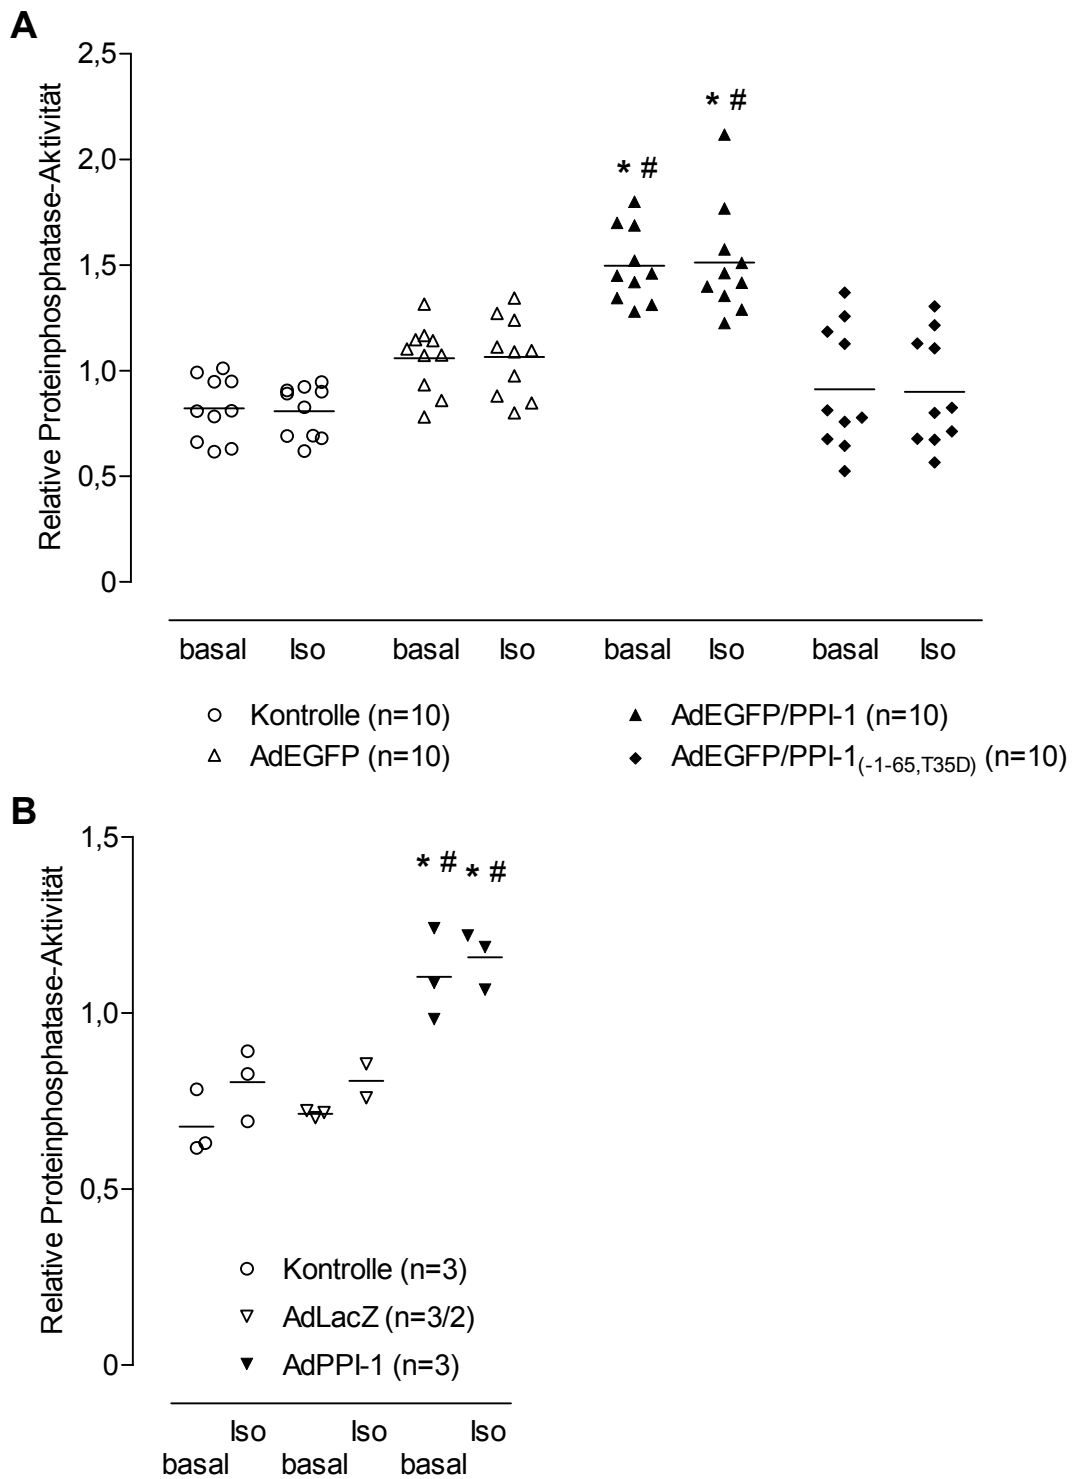 A
Relative Proteinphosphatase-Aktivität
2,5
2,0
1,5
1,0
0,5
0
* #
* #
basal Iso basal Iso basal Iso basal Iso
Kontrolle (n=10)
AdEGFP (n=10)
AdEGFP/PPI-1 (n=10)
AdEGFP/PPI-1(-1-65,T35D) (n=10)
B
Relative Proteinphosphatase-Aktivität
1,5
1,0
0,5
0
* #
* #
Kontrolle (n=3)
AdLacZ (n=3/2)
AdPPI-1 (n=3)
Iso Iso Iso
basal basal basal